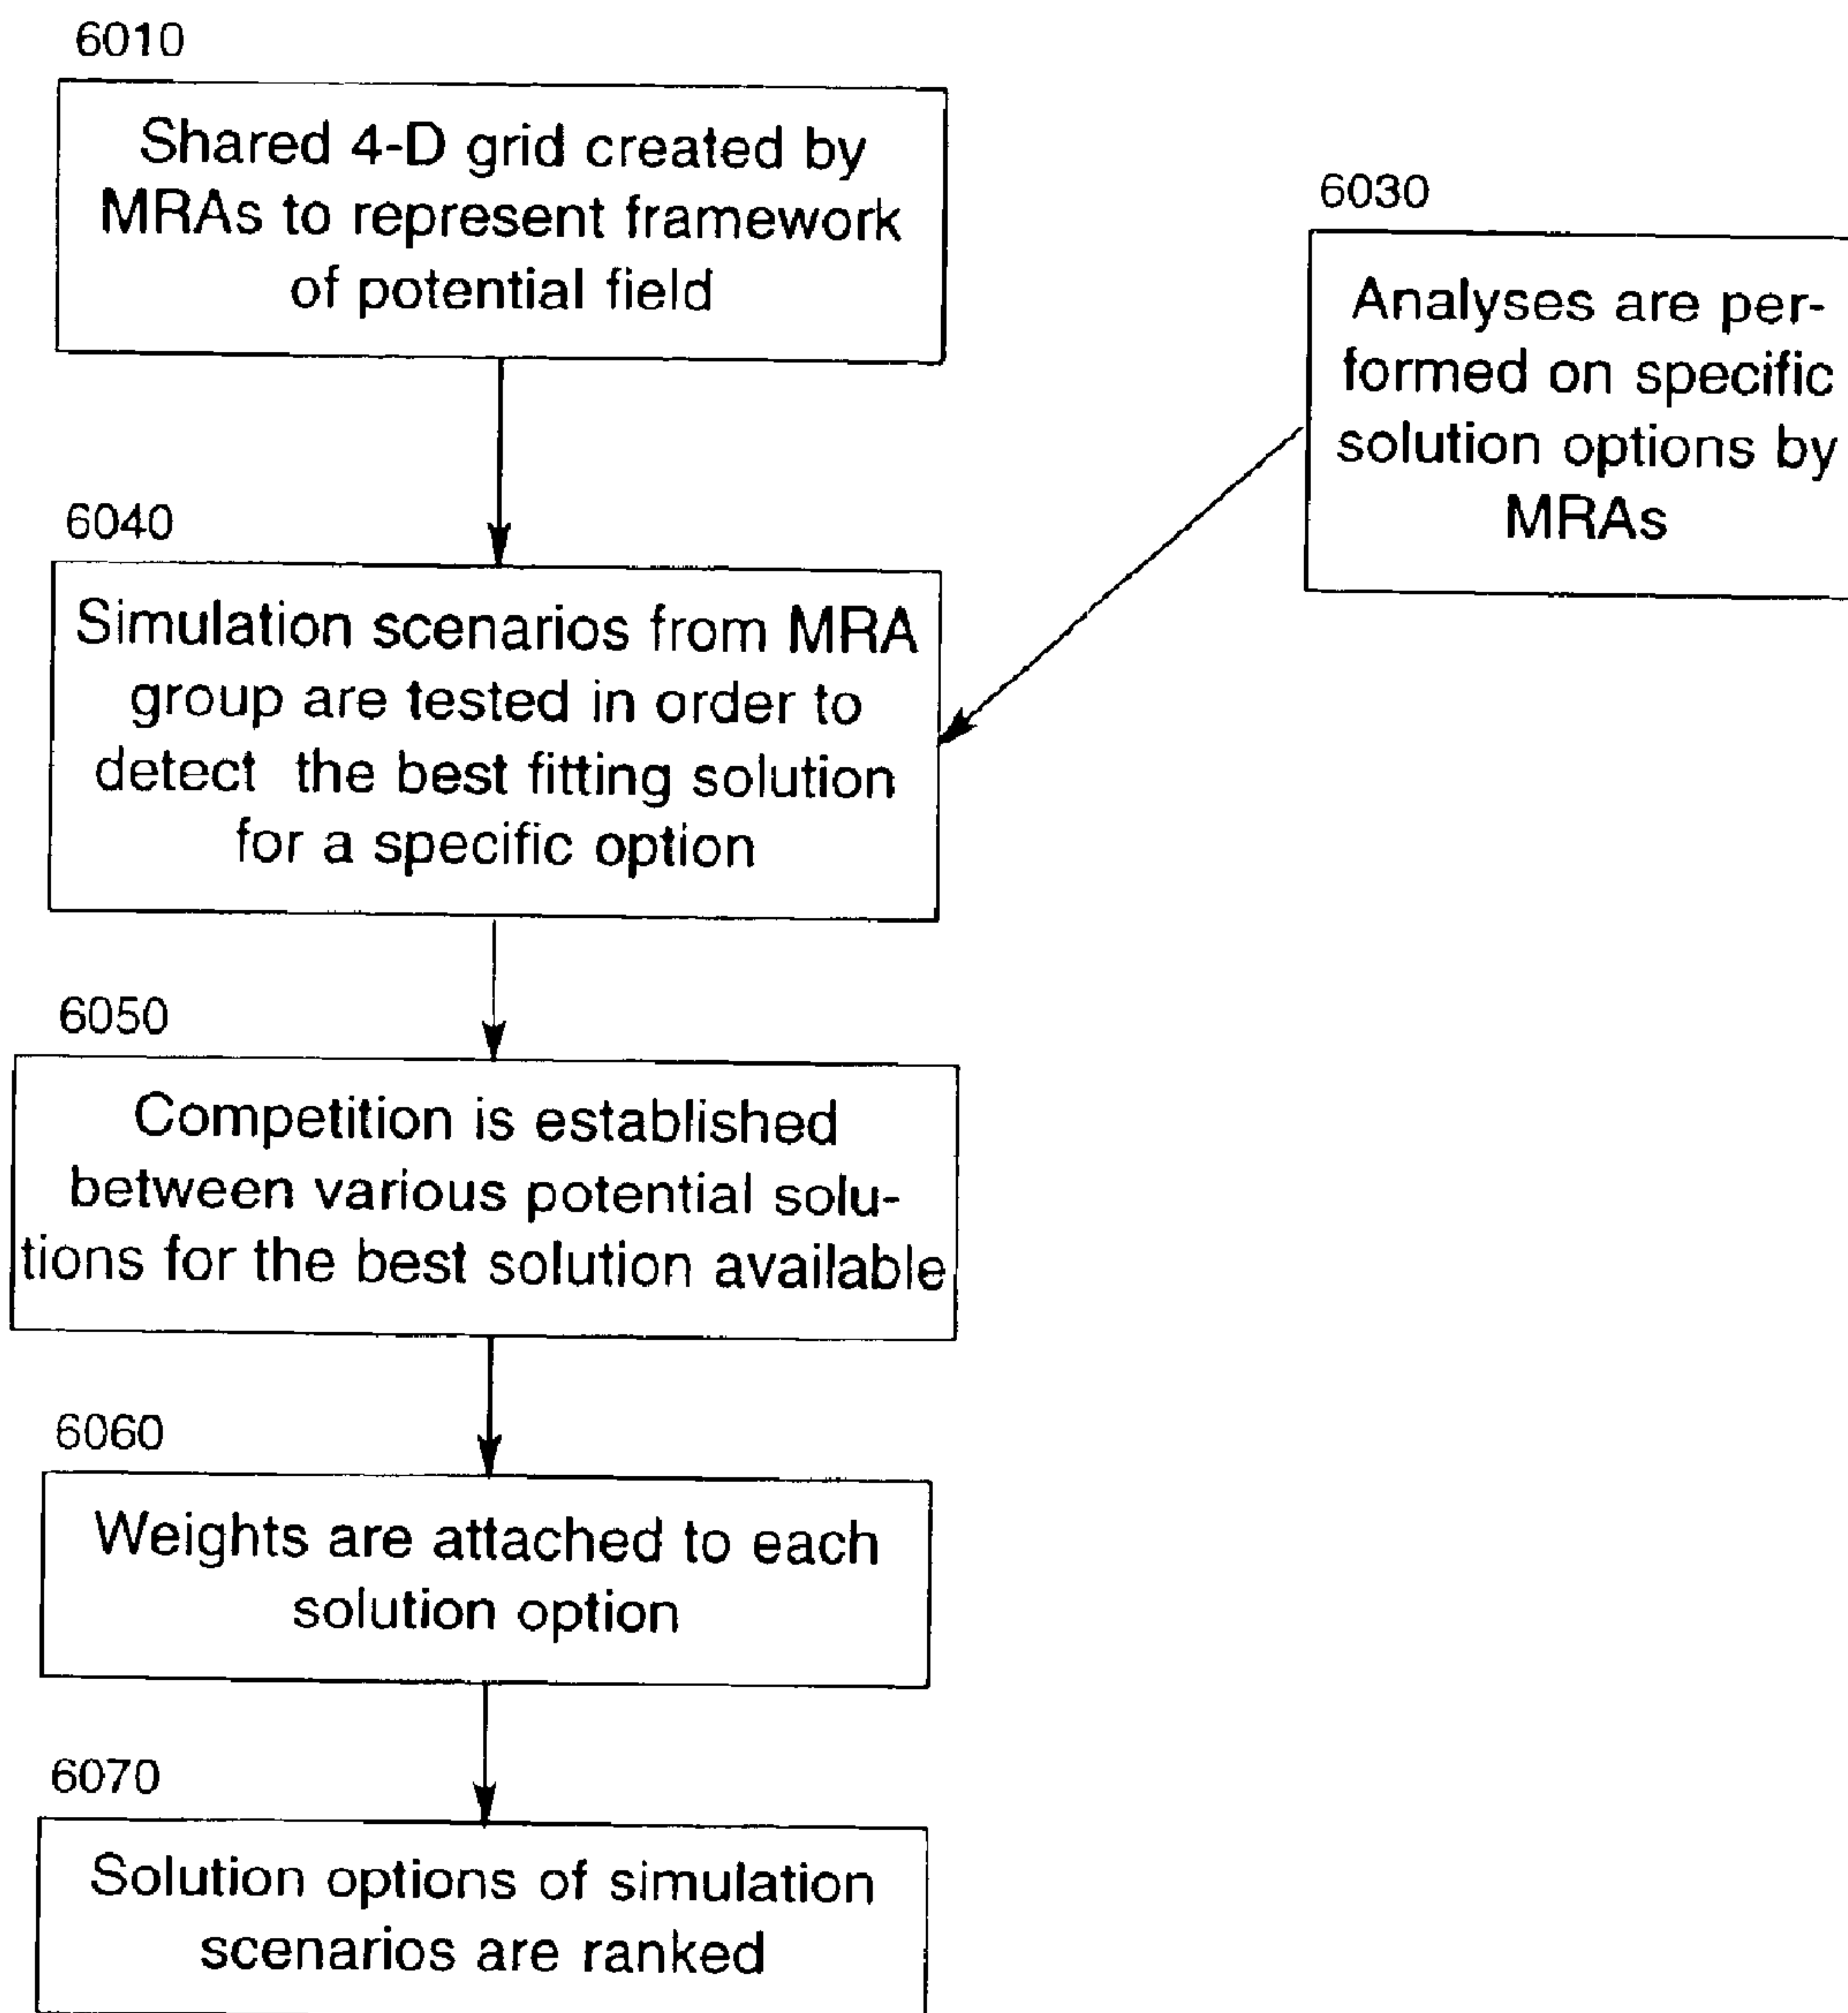 6010
Shared 4-D grid created by
MRAs to represent framework
of potential field
6030
Analyses are per-
formed on specific
solution options by
MRAs
6040
Simulation scenarios from MRA
group are tested in order to
detect the best fitting solution
for a specific option
6050
Competition is established
between various potential solu-
tions for the best solution available
6060
Weights are attached to each
solution option
6070
Solution options of simulation
scenarios are ranked